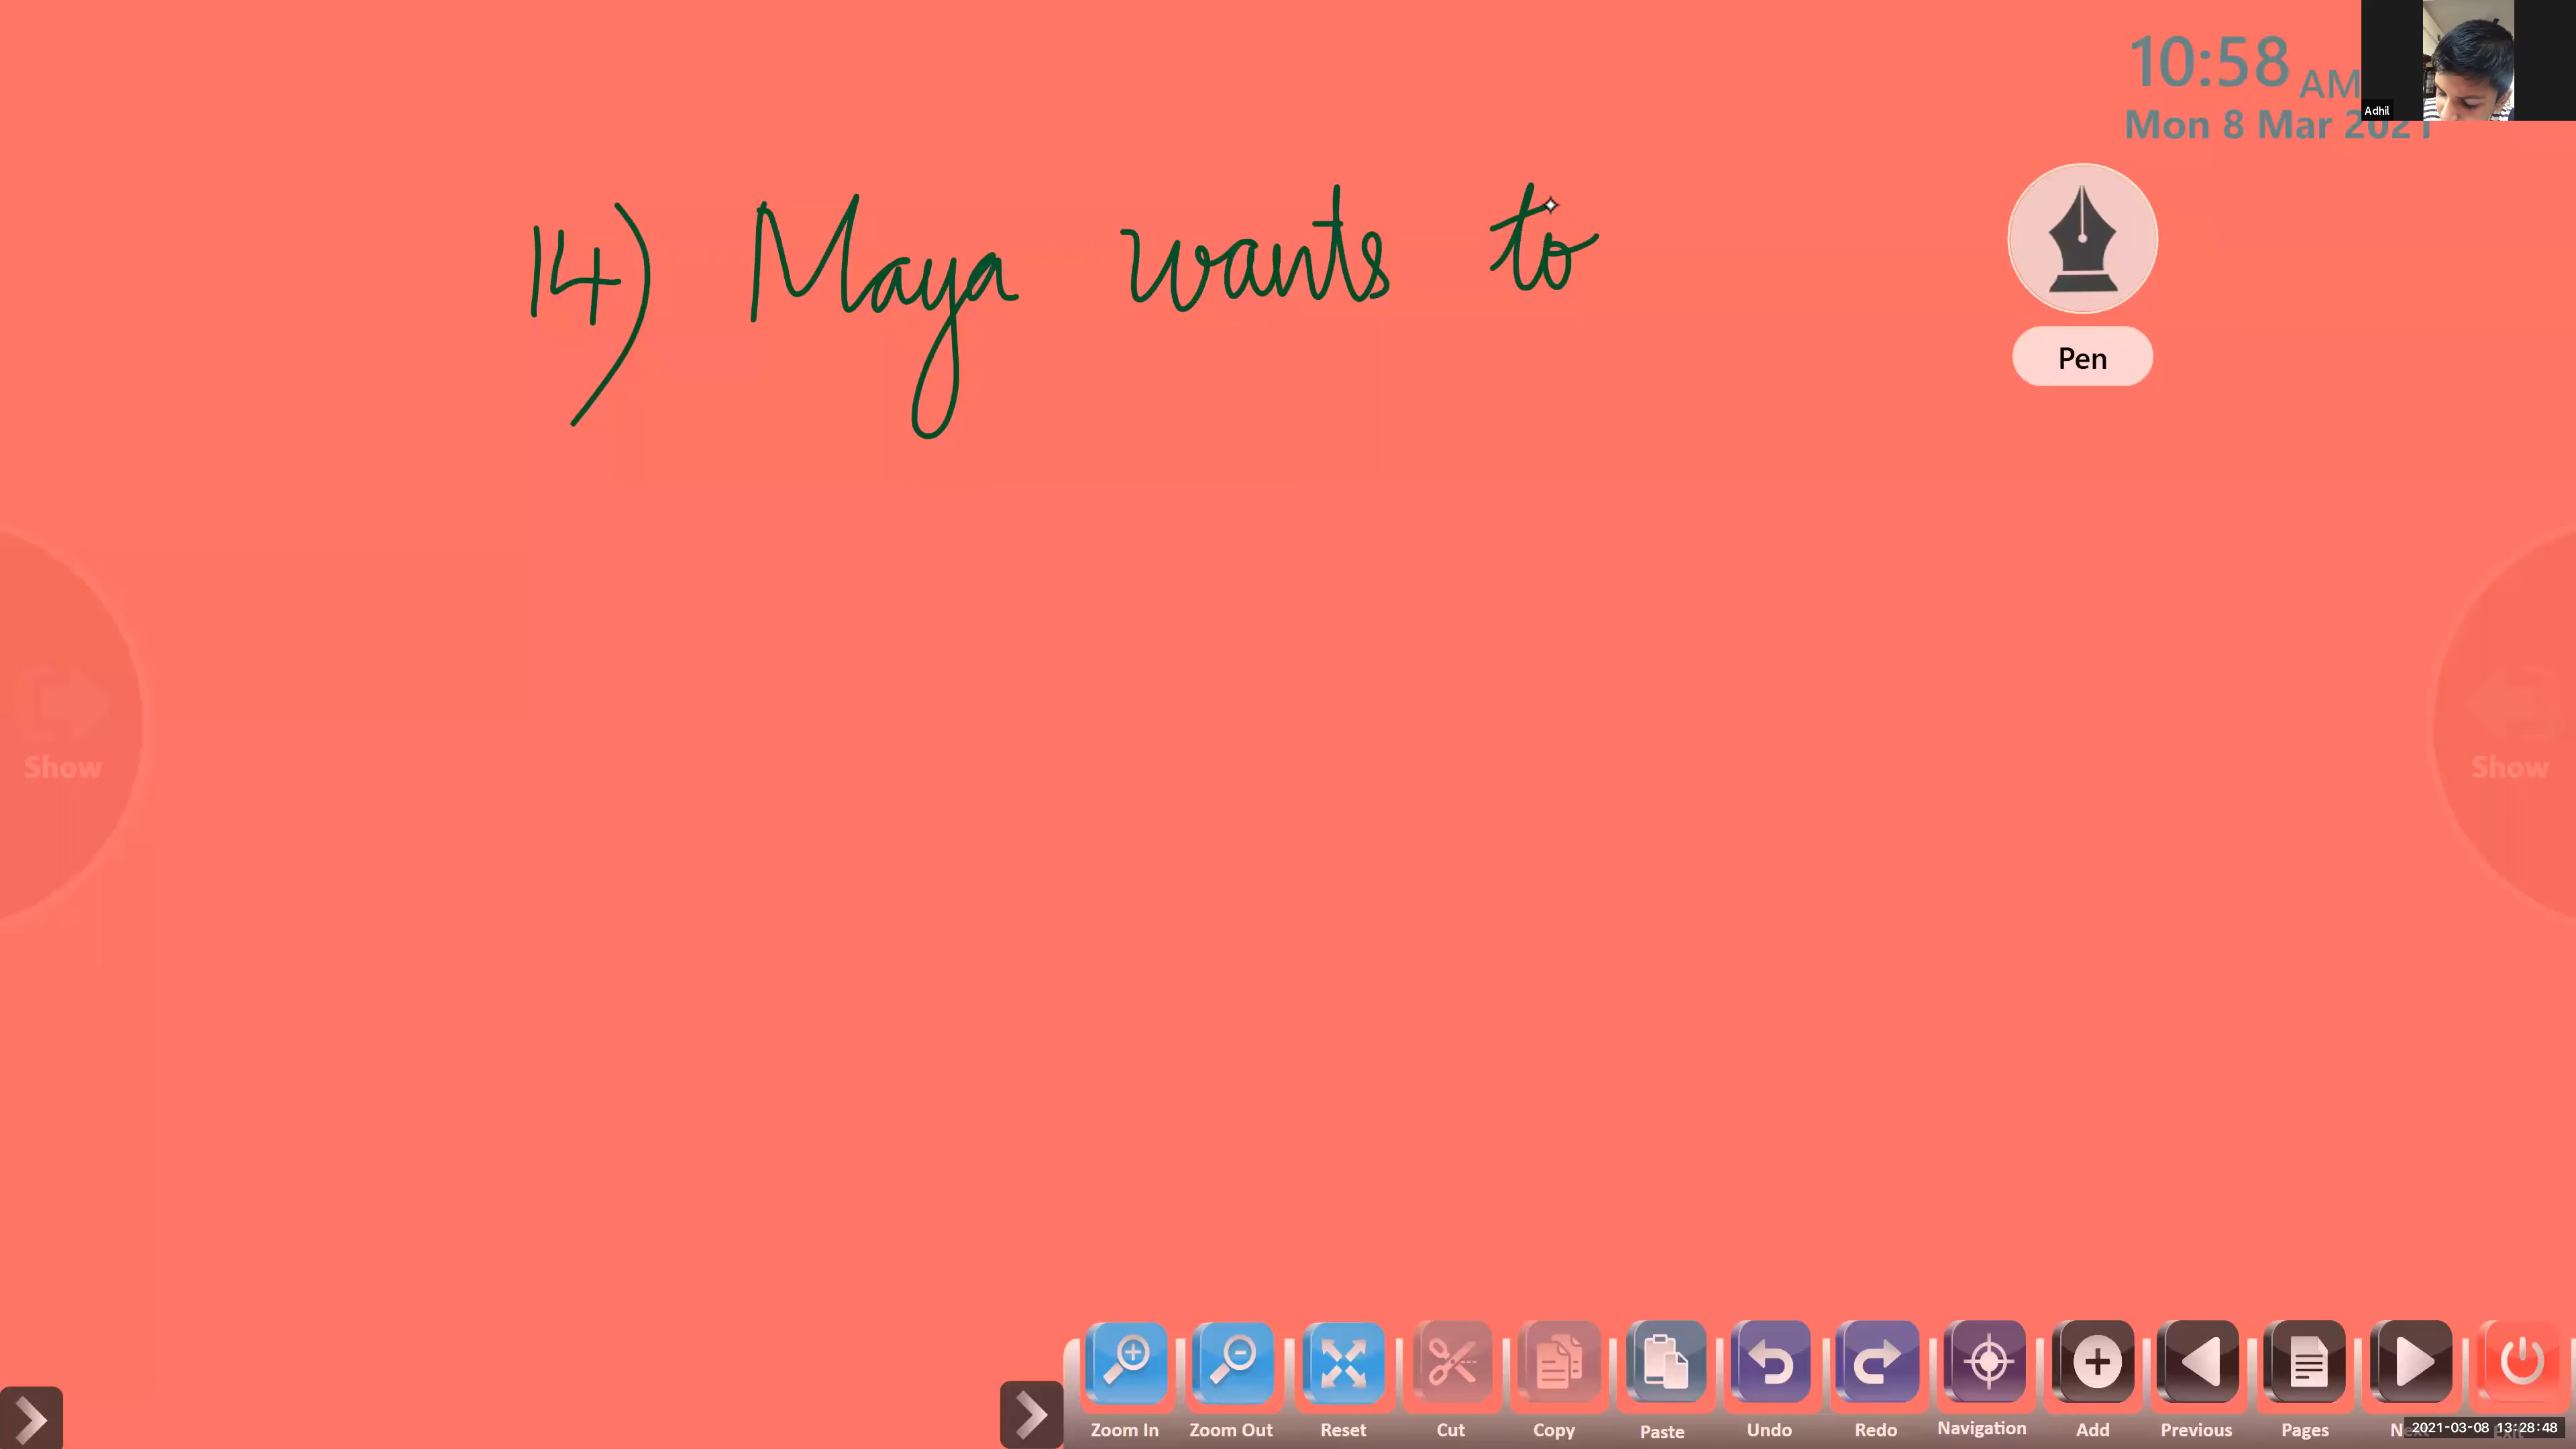 10:58 AM
Adhil
Mon 8 Mar 2021
14) Maya wants to
Pen
Show
Show
Zoom In Zoom Out Reset Cut Copy Paste Undo Redo Navigation Add Previous Pages
2021-03-08 13:28:48